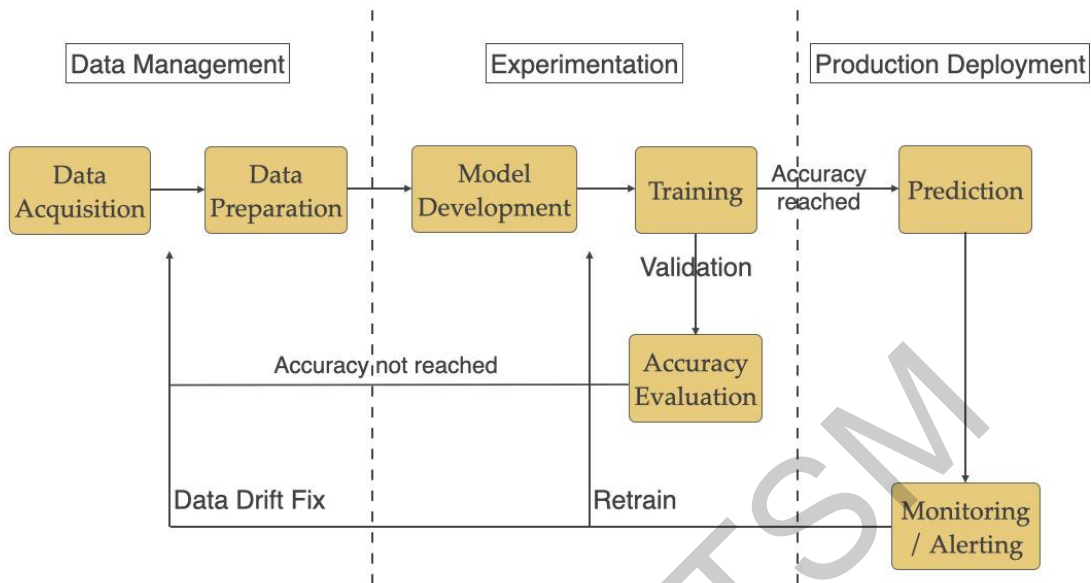 Data Management
Experimentation
Production Deployment
Data
Acquisition
Data
Preparation
Model
Development
Training
Accuracy
reached
Prediction
Validation
Accuracy not reached
Accuracy
Evaluation
Data Drift Fix
Retrain
Monitoring
/ Alerting
TSM